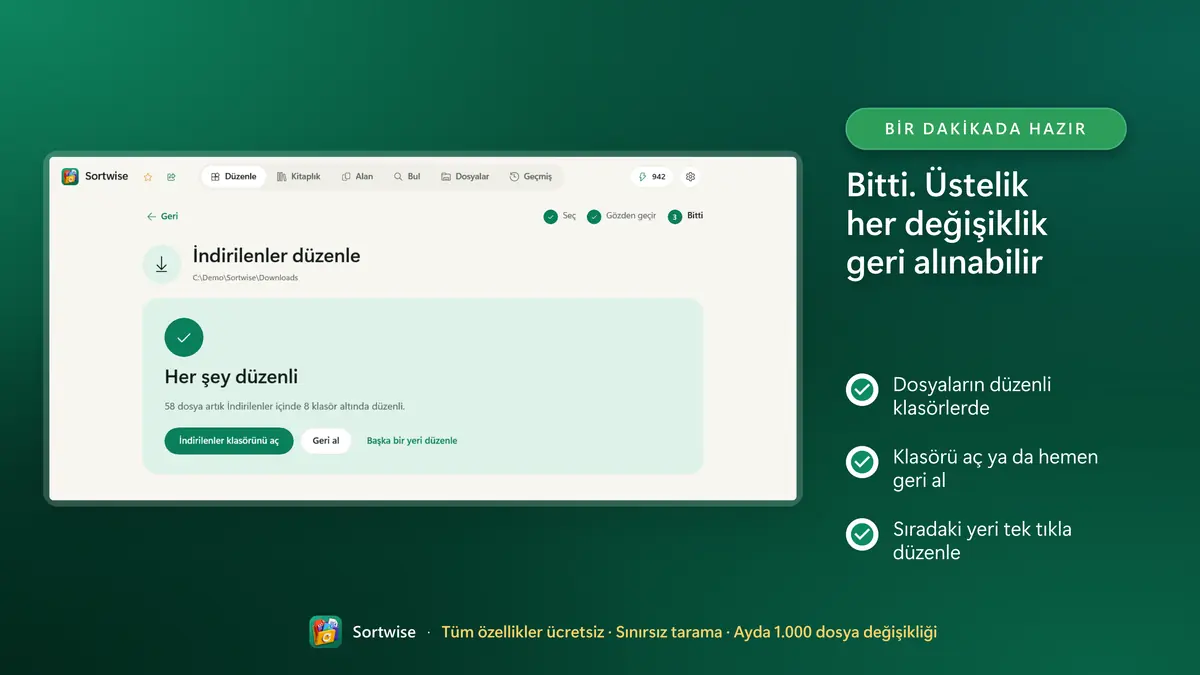 Sortwise
Düzenle
Kitaplık
Alan
Bul
Dosyalar
Geçmiş
942
Geri
Seç
Gözden geçir
3
Bitti
İndirilenler düzenle
C:\Demo\Sortwise\Downloads
Her şey düzenli
58 dosya artık İndirilenler içinde 8 klasör altında düzenli.
İndirilenler klasörünü aç
Geri al
Başka bir yeri düzenle
BİR DAKİKADA HAZIR
Bitti. Üstelik
her değişiklik
geri alınabilir
Dosyaların düzenli
klasörlerde
Klasörü aç ya da hemen
geri al
Sıradaki yeri tek tıkla
düzenle
Sortwise · Tüm özellikler ücretsiz · Sınırsız tarama · Ayda 1.000 dosya değişikliği